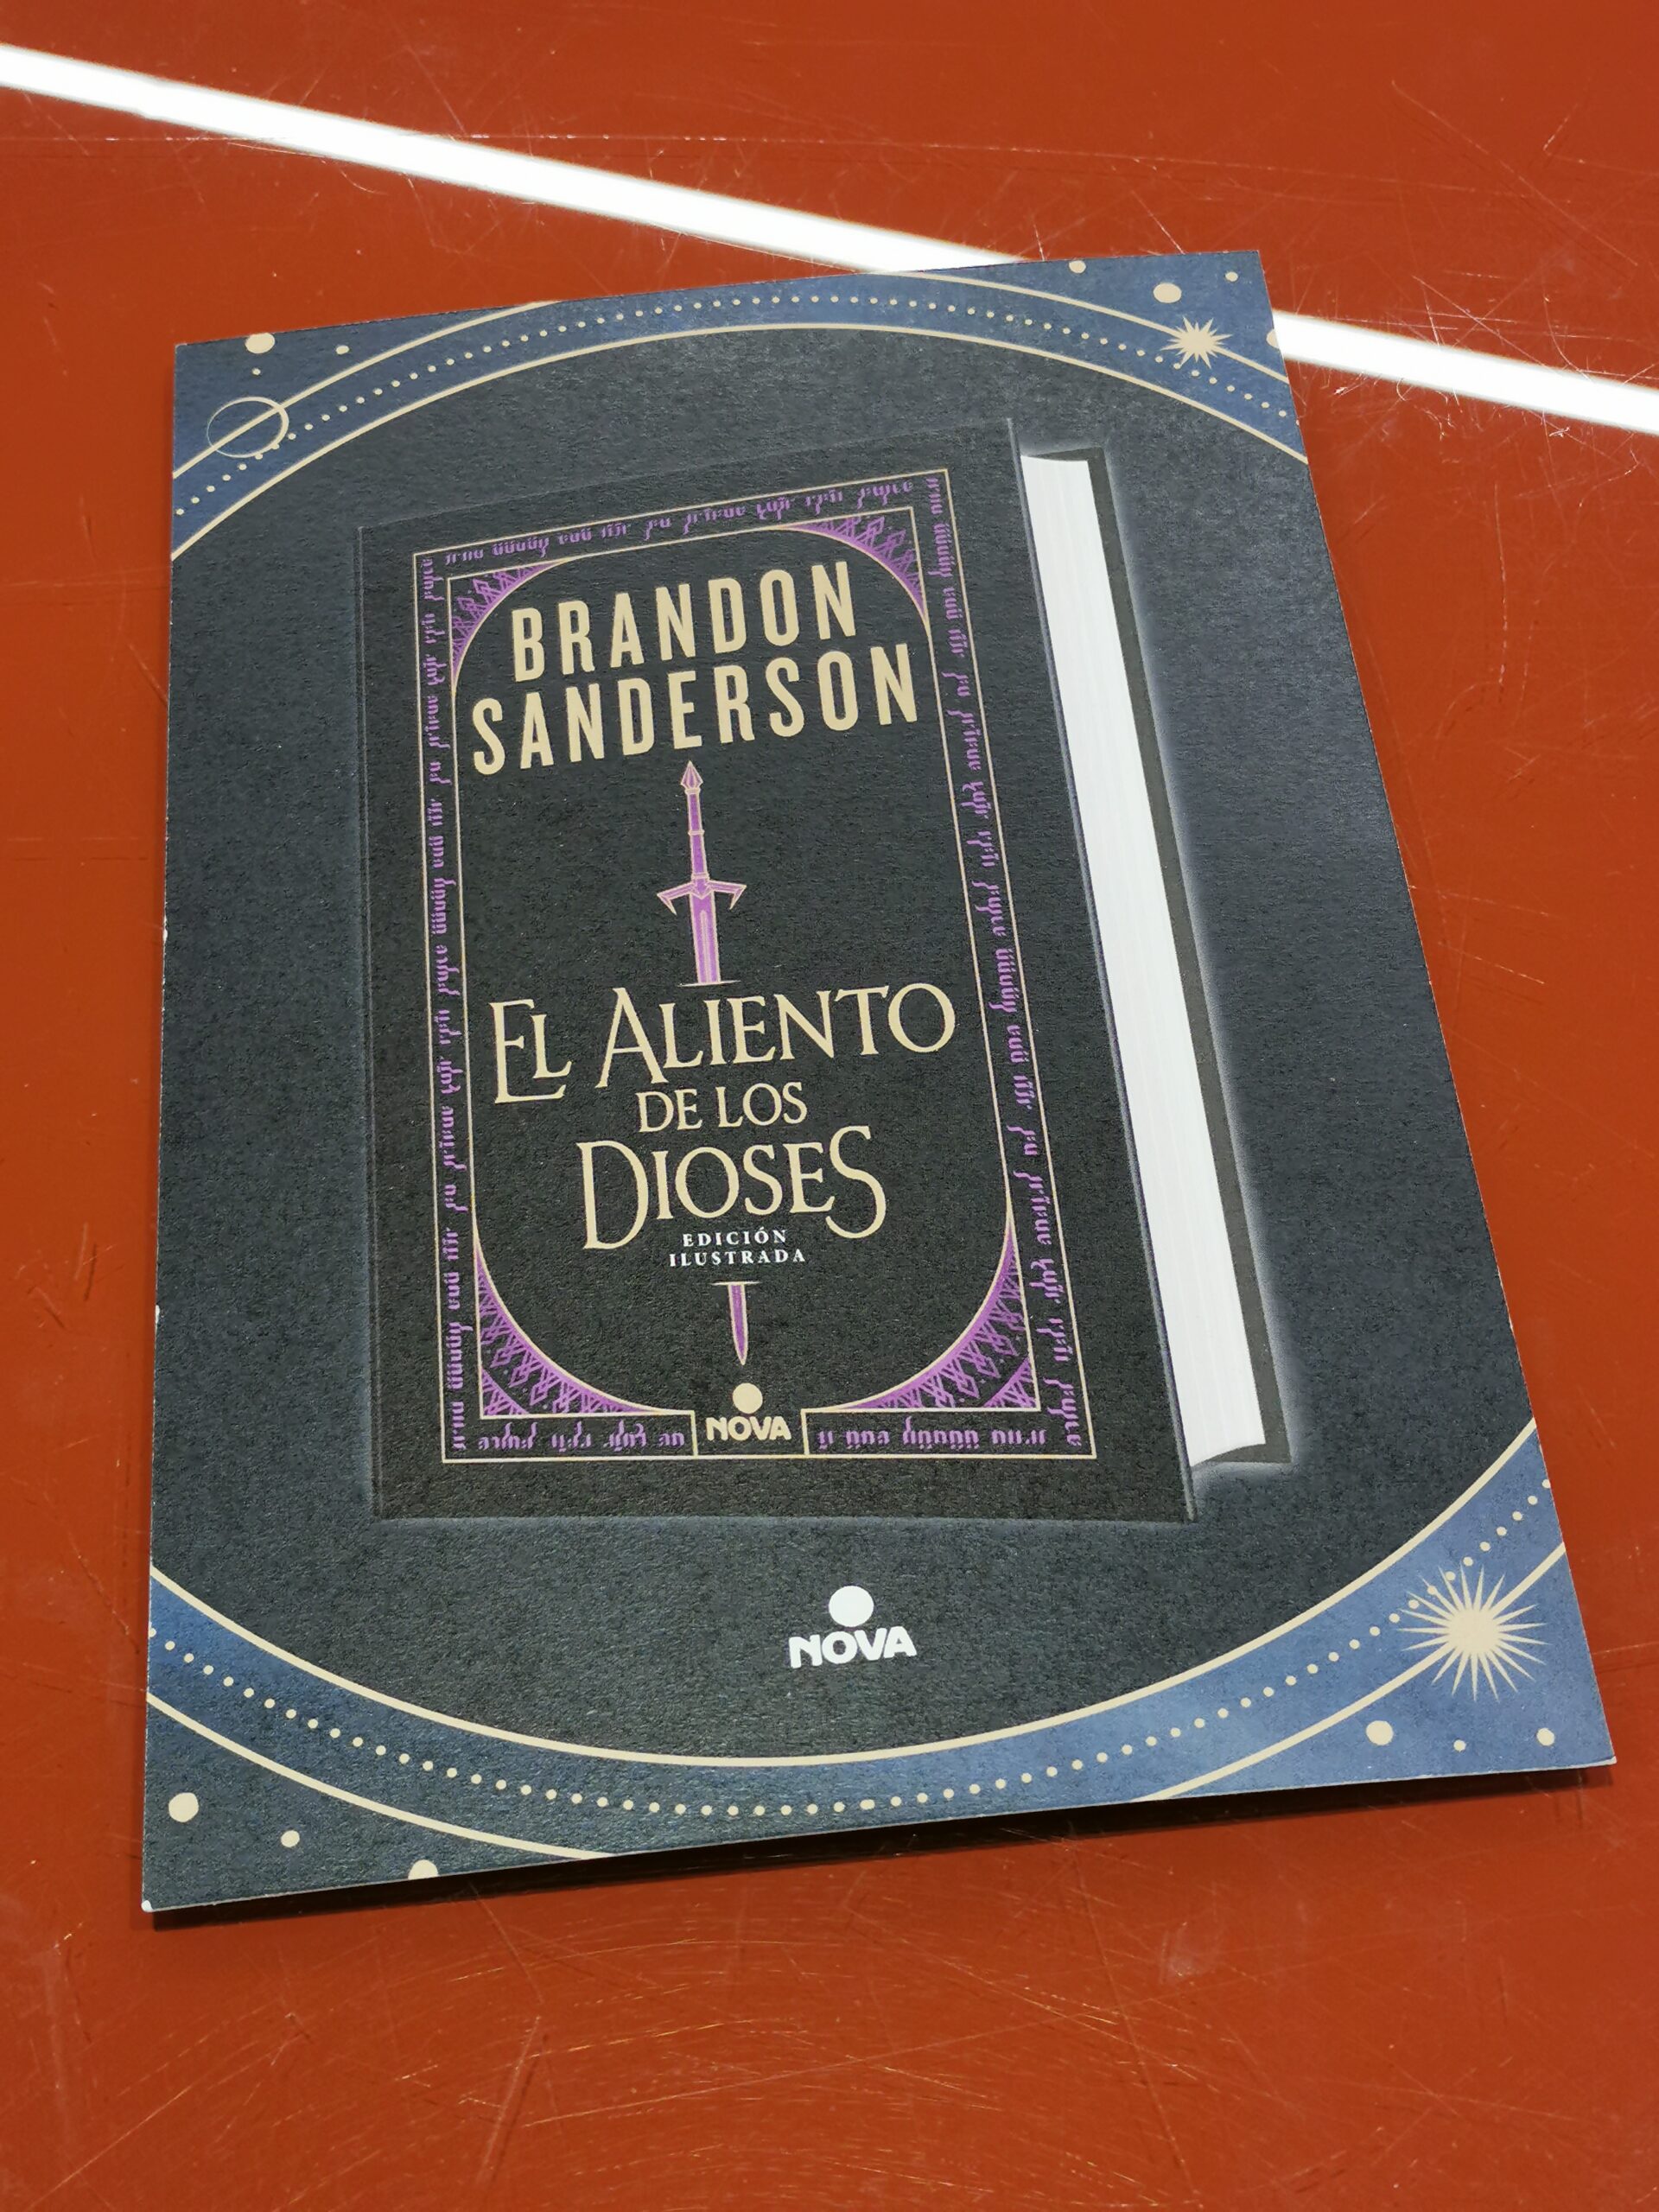 BRANDON
SANDERSON
EL ALIENTO
DE LOS
DIOSES
EDICIÓN
ILUSTRADA
NOVA
NOVA